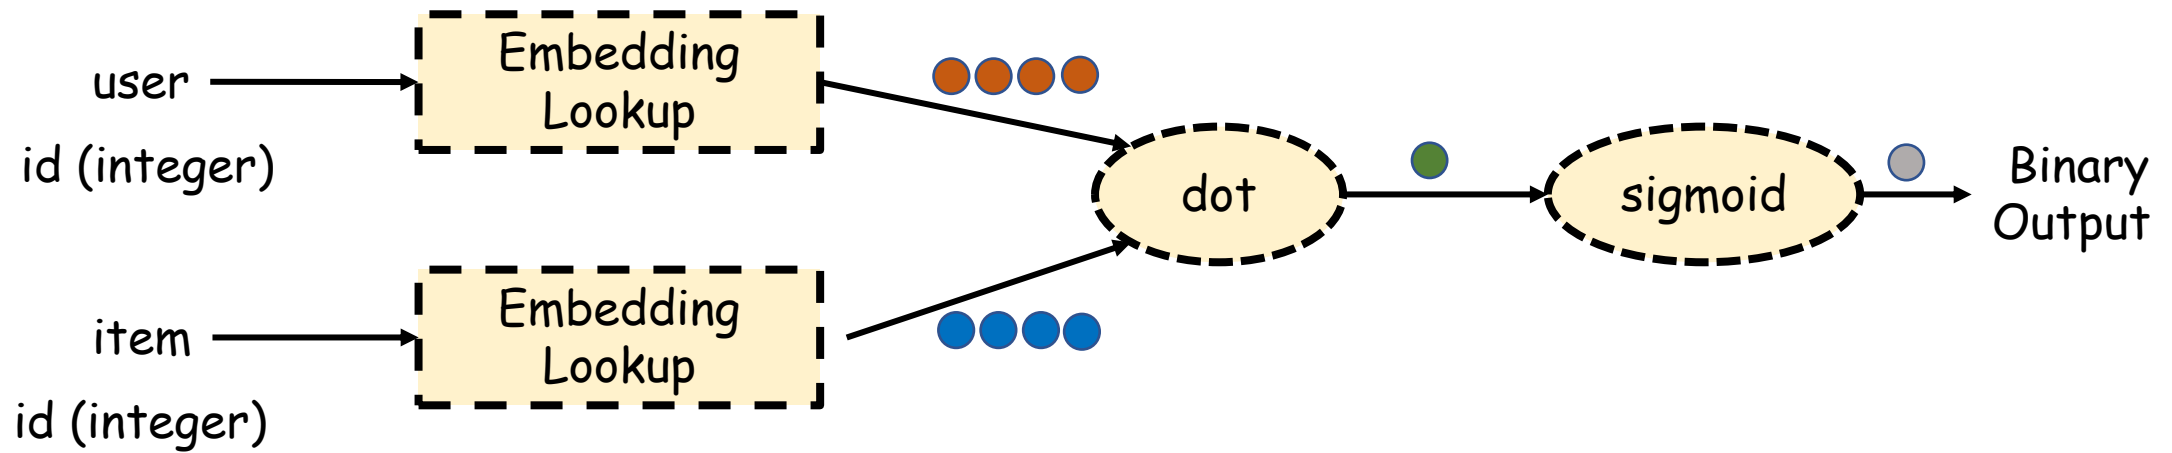 user
id (integer)
Embedding
Lookup
item
id (integer)
Embedding
Lookup
dot
sigmoid
Binary
Output